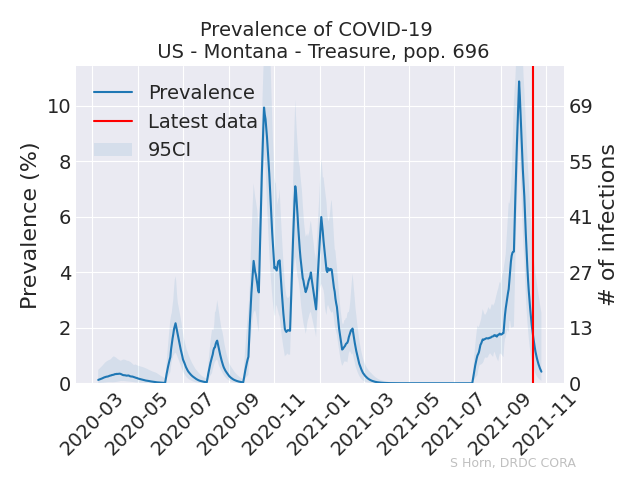 Prevalence of COVID-19
US - Montana - Treasure, pop. 696
Prevalence
Latest data
95CI
Prevalence (%)
10
8
6
4
2
0
69
55
41
27
13
0
# of infections
2020-03
2020-05
2020-07
2020-09
2020-11
2021-01
2021-03
2021-05
2021-07
2021-09
2021-11
S Horn, DRDC CORA